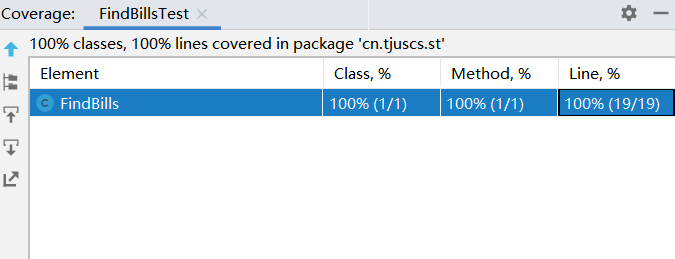 Coverage: FindBillsTest ×
100% classes, 100% lines covered in package 'cn.tjuscs.st'
Element Class, % Method, % Line, %
C FindBills 100% (1/1) 100% (1/1) 100% (19/19)